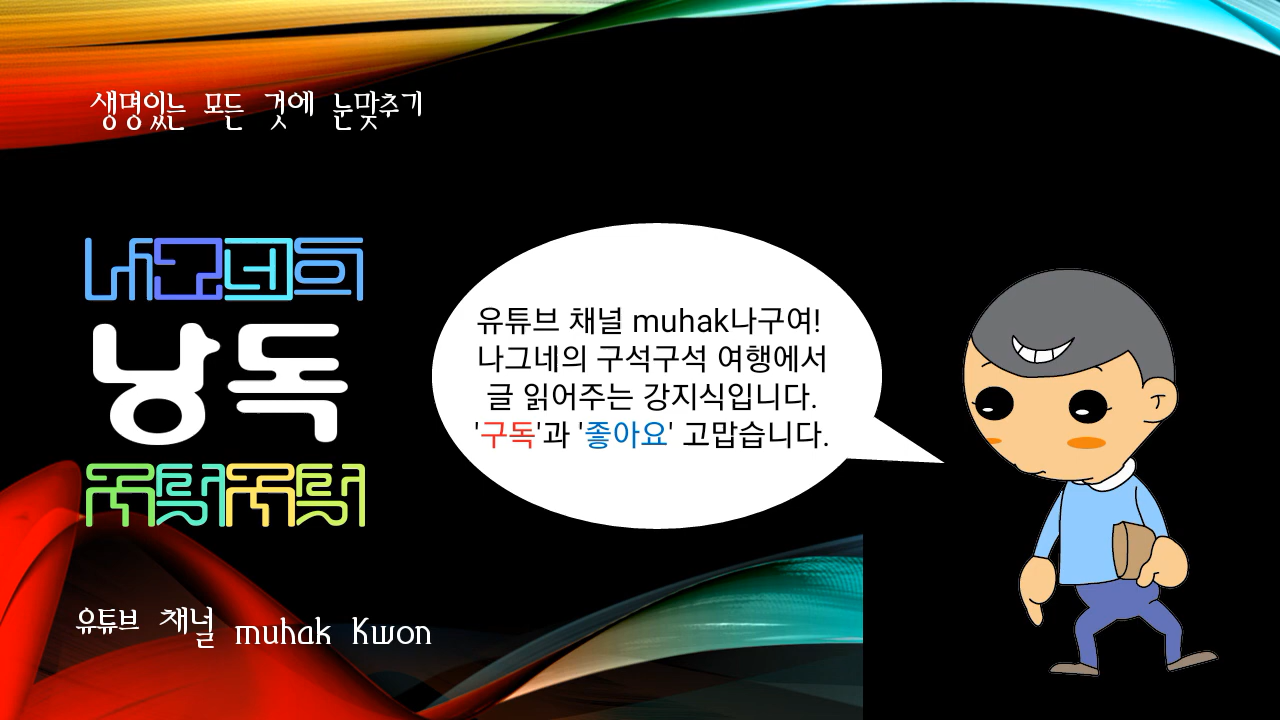 생명있는 모든 것에 눈맞추기
나그네의
낭독
구석구석
유튜브 채널 muhak나구여!
나그네의 구석구석 여행에서
글 읽어주는 강지식입니다.
'구독'과 '좋아요' 고맙습니다.
유튜브 채널 muhak Kwon